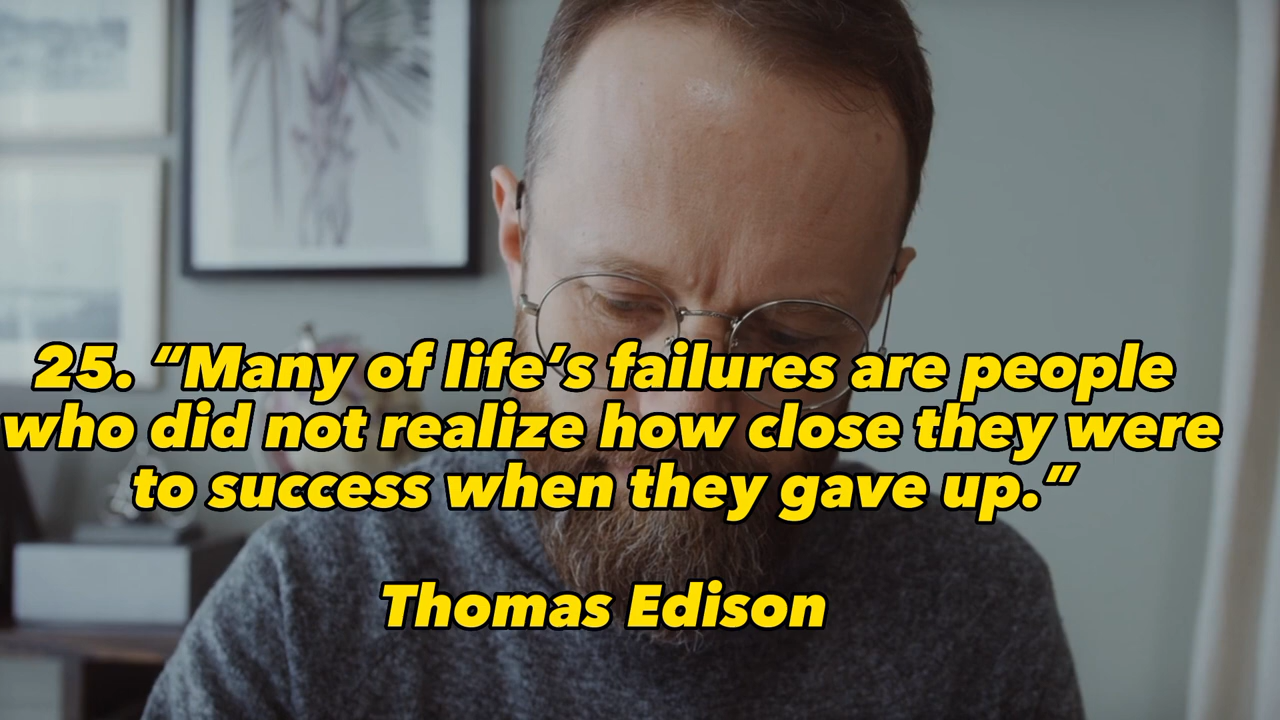 25. “Many of life’s failures are people
who did not realize how close they were
to success when they gave up.”
Thomas Edison